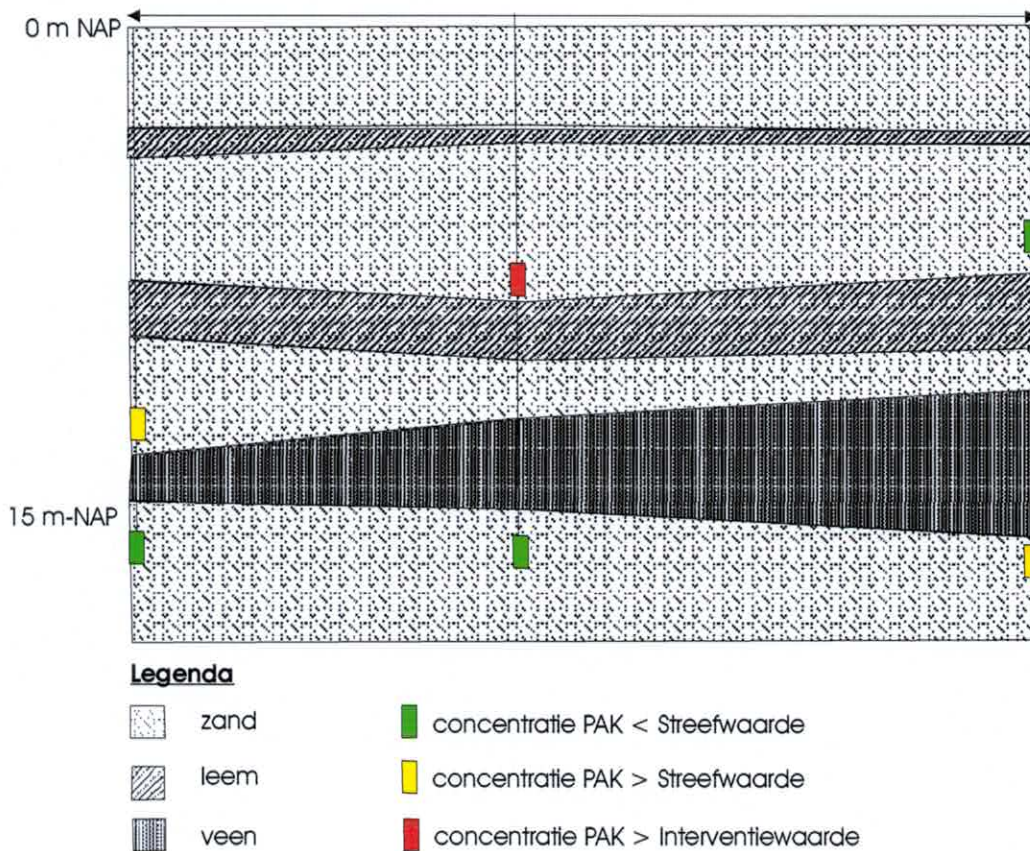 0 m NAP
15 m-NAP
Legenda
zand
concentratie PAK < Streefwaarde
leem
concentratie PAK > Streefwaarde
veen
concentratie PAK > Interventiewaarde